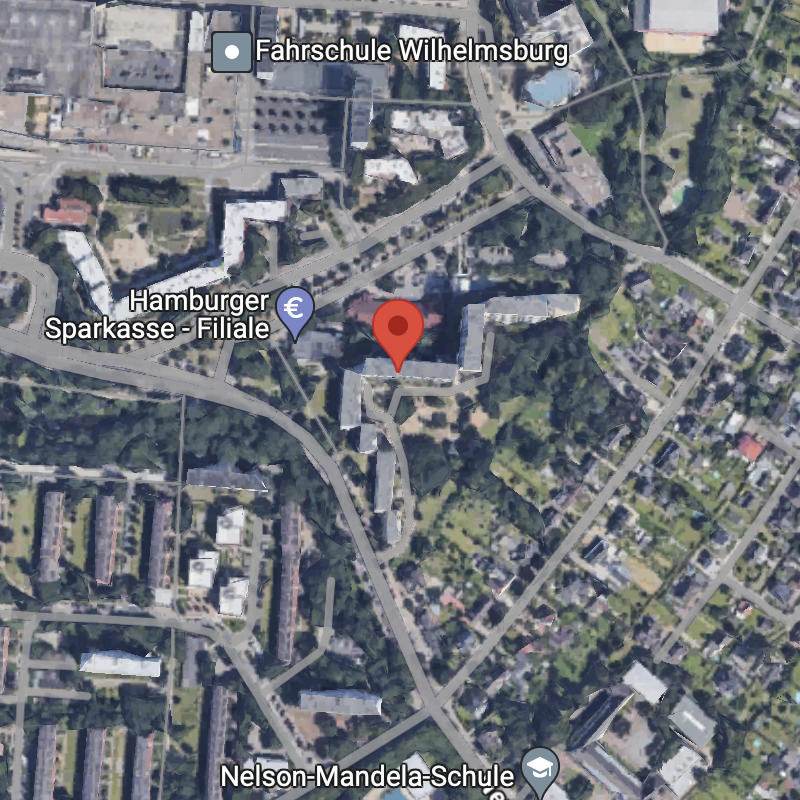 Fahrschule Wilhelmsburg
Hamburger
Sparkasse - Filiale
€
Nelson-Mandela-Schule